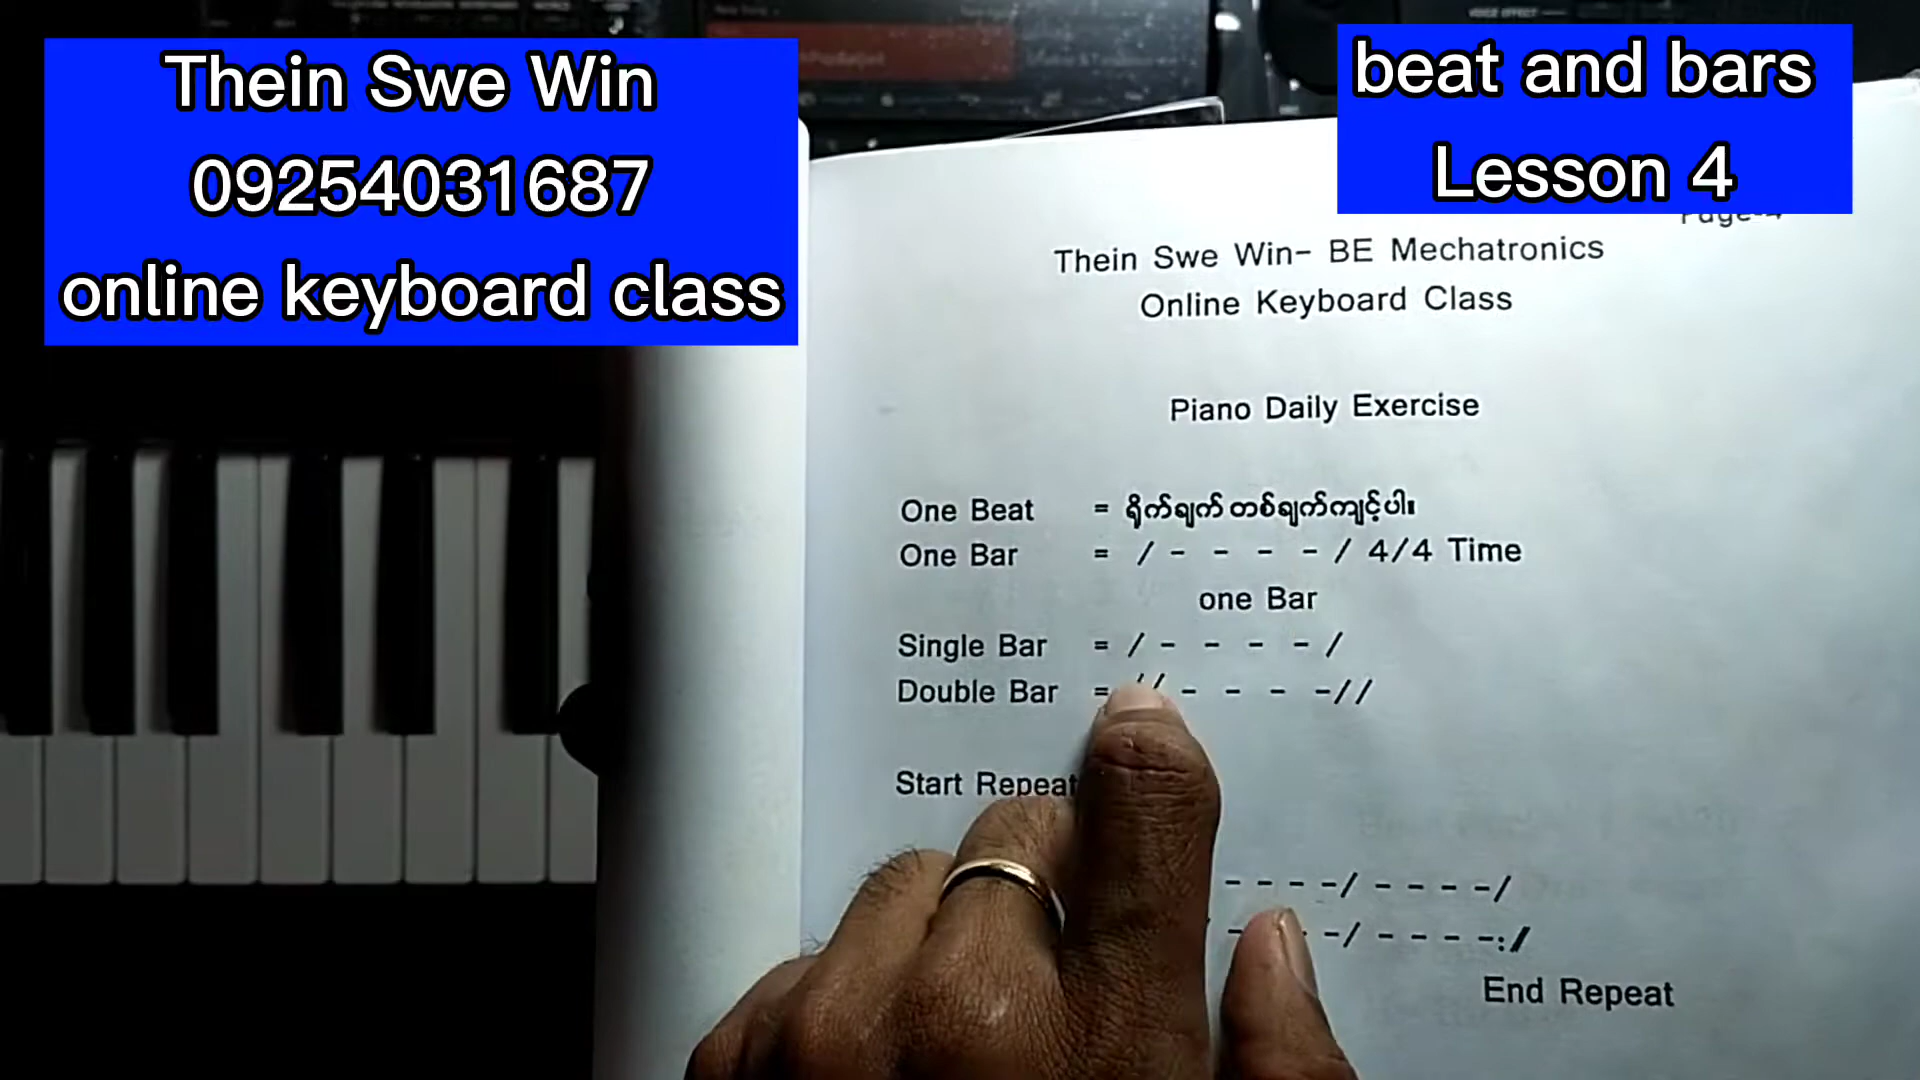 Thein Swe Win
09254031687
online keyboard class
beat and bars
Lesson 4
Page-4
Thein Swe Win- BE Mechatronics
Online Keyboard Class
Piano Daily Exercise
One Beat = ရိုက်ချက် တစ်ချက်ကျင့်ပါ။
One Bar = / - - - - / 4/4 Time
one Bar
Single Bar = / - - - - /
Double Bar = // - - - -//
Start Repeat
- - - -/ - - - -/
- - -/ - - - -:/
End Repeat